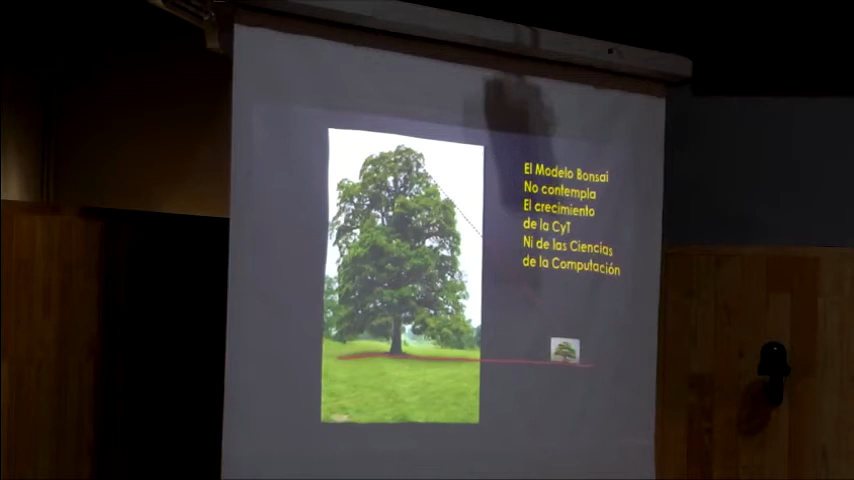 El Modelo Bonsai
No contempla
El crecimiento
de la CyT
Ni de las Ciencias
de la Computación